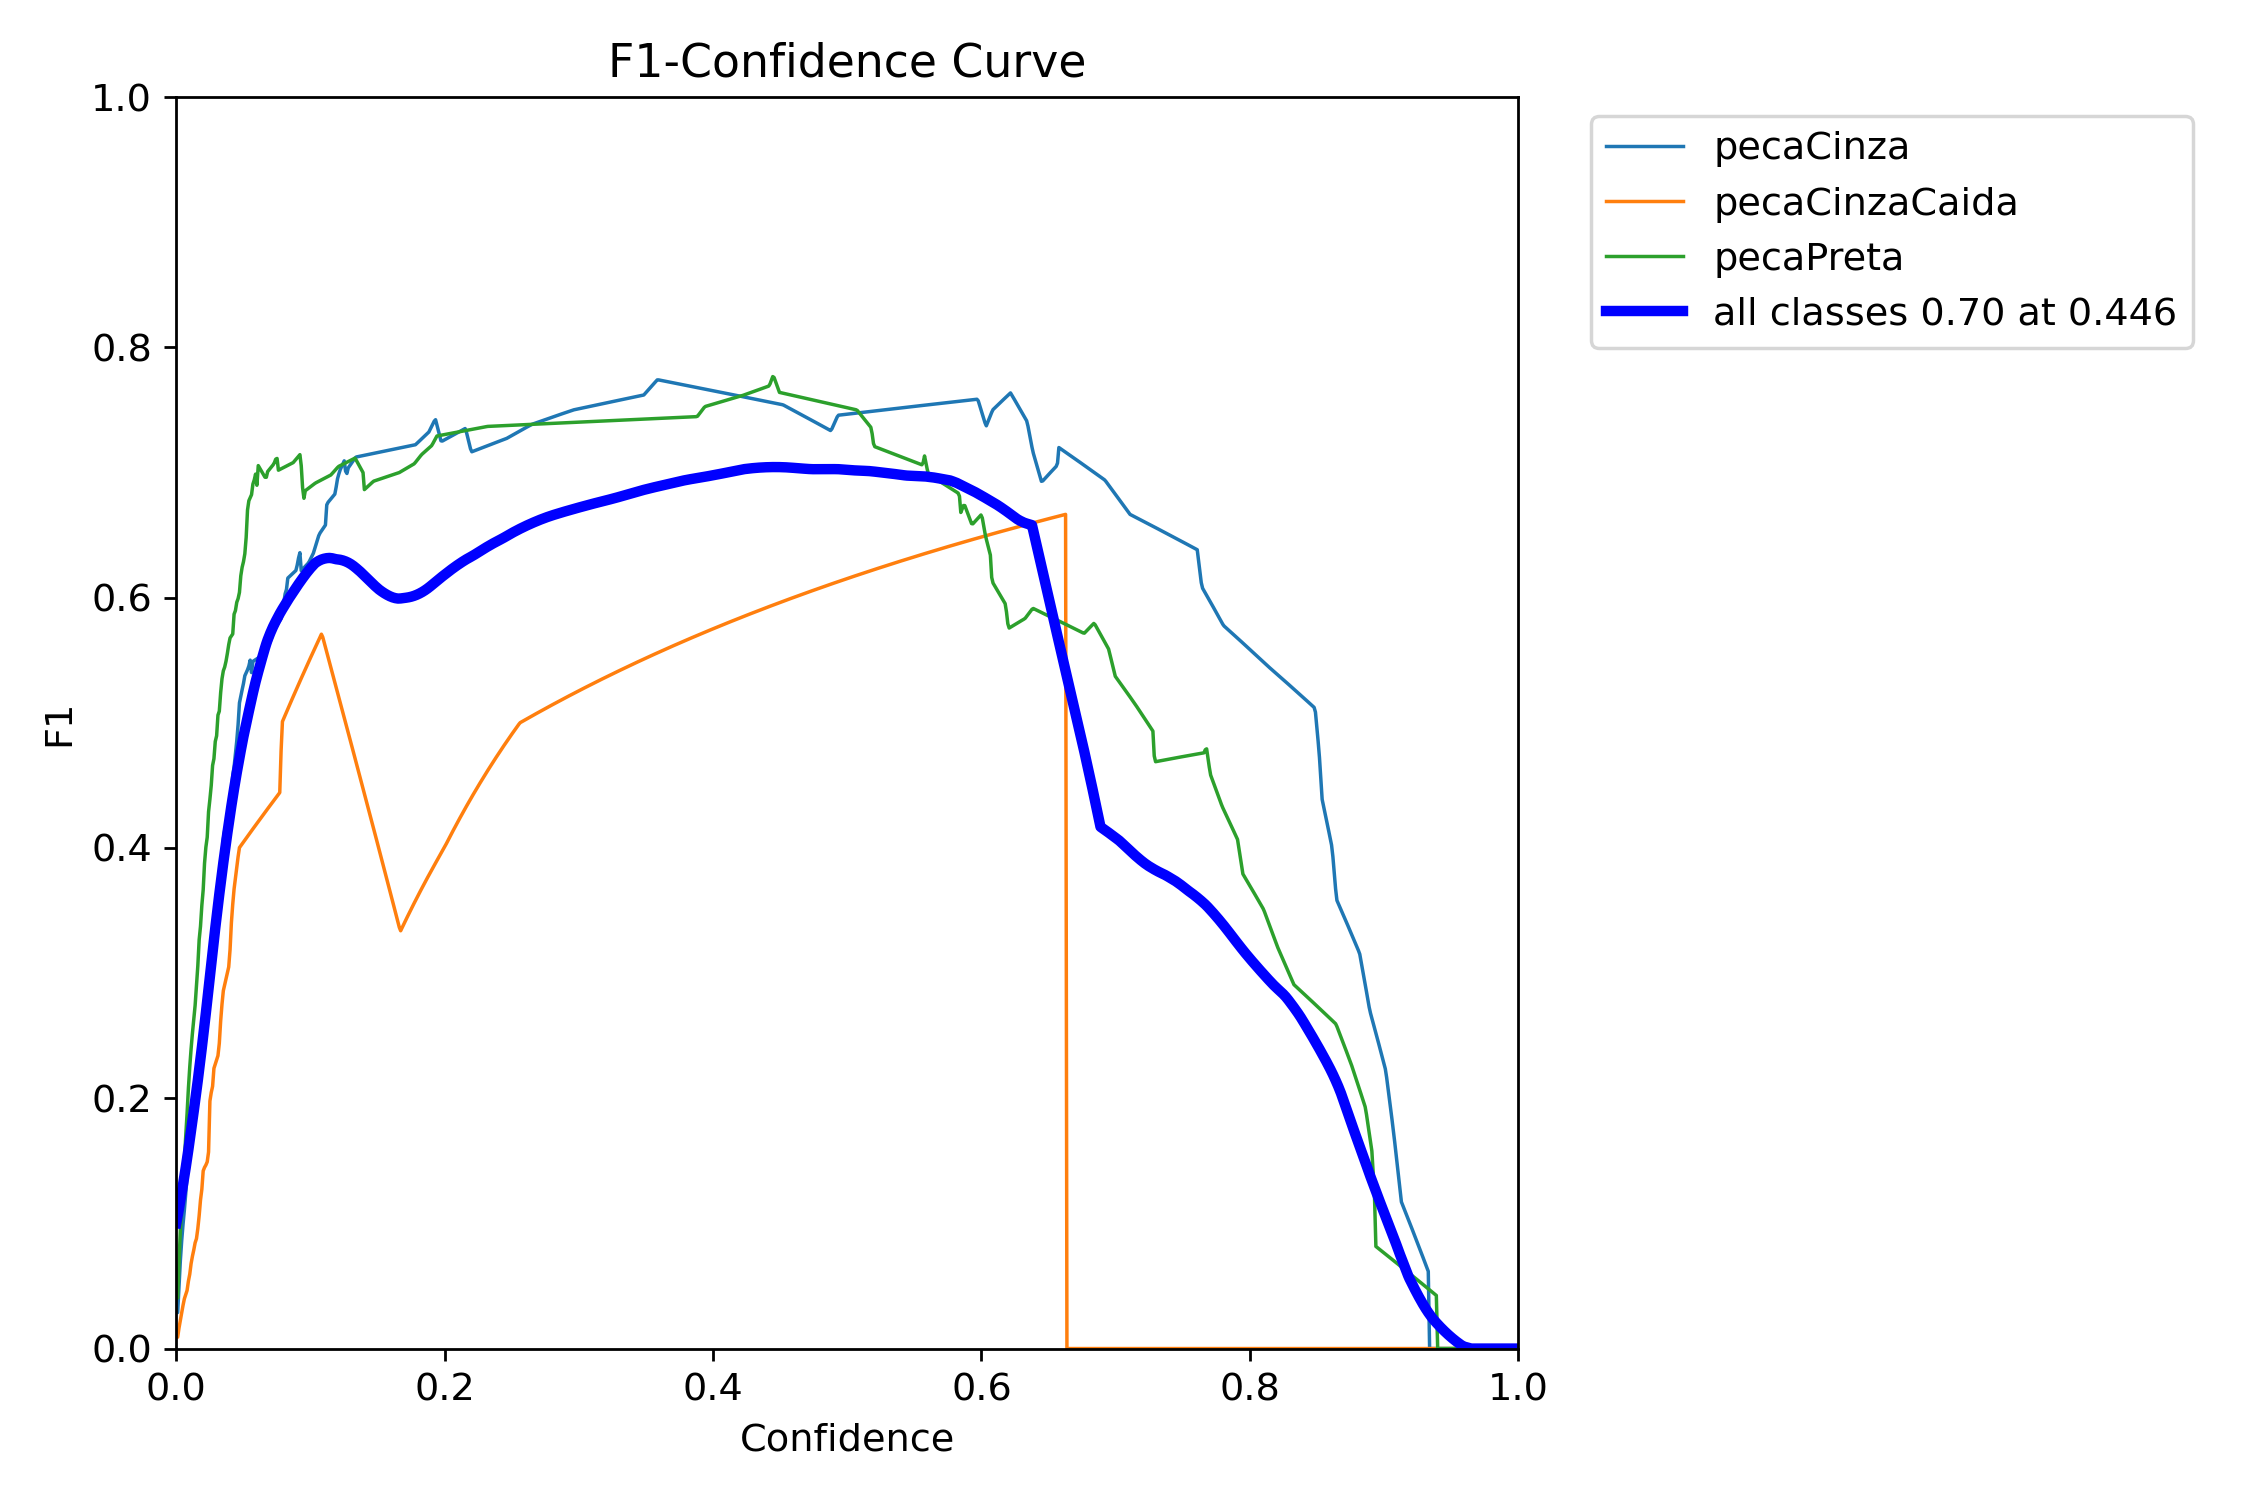 F1-Confidence Curve
1.0
0.8
0.6
0.4
0.2
0.0
F1
0.0 0.2 0.4 0.6 0.8 1.0
Confidence
pecaCinza
pecaCinzaCaida
pecaPreta
all classes 0.70 at 0.446